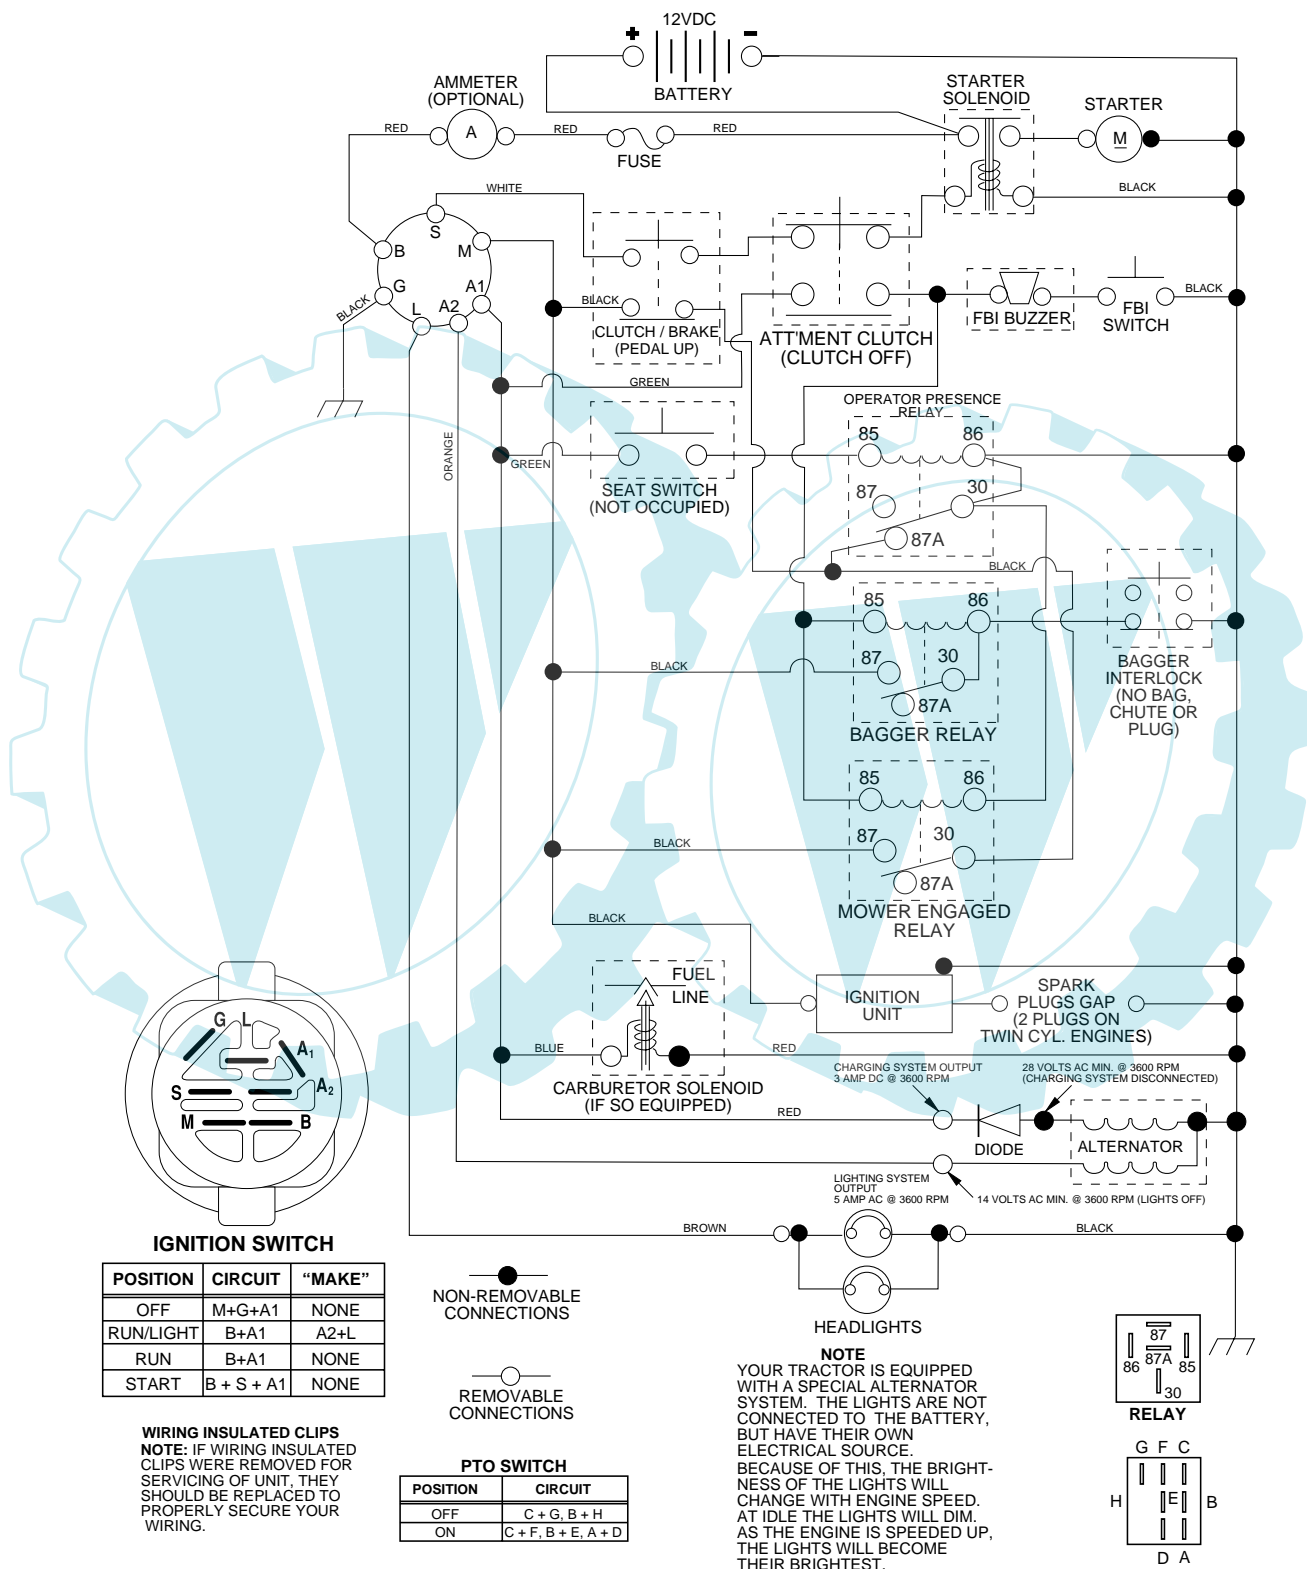 12VDC
+ -
BATTERY
AMMETER
(OPTIONAL)
STARTER
SOLENOID
STARTER
RED
A
RED
RED
FUSE
M
WHITE
BLACK
S
B
M
G
A1
A2
L
BLACK
BLACK
CLUTCH / BRAKE
(PEDAL UP)
ATT'MENT CLUTCH
(CLUTCH OFF)
FBI BUZZER
FBI
SWITCH
BLACK
GREEN
OPERATOR PRESENCE
RELAY
ORANGE
GREEN
SEAT SWITCH
(NOT OCCUPIED)
85 86
87 30
87A
BLACK
85 86
BLACK
87 30
87A
BAGGER RELAY
BAGGER
INTERLOCK
(NO BAG,
CHUTE OR
PLUG)
85 86
BLACK
87 30
87A
MOWER ENGAGED
RELAY
BLACK
FUEL
LINE
IGNITION
UNIT
SPARK
PLUGS GAP
(2 PLUGS ON
TWIN CYL. ENGINES)
BLUE
RED
CARBURETOR SOLENOID
(IF SO EQUIPPED)
CHARGING SYSTEM OUTPUT
3 AMP DC @ 3600 RPM
28 VOLTS AC MIN. @ 3600 RPM
(CHARGING SYSTEM DISCONNECTED)
RED
DIODE
ALTERNATOR
LIGHTING SYSTEM
OUTPUT
5 AMP AC @ 3600 RPM
14 VOLTS AC MIN. @ 3600 RPM (LIGHTS OFF)
BROWN
BLACK
HEADLIGHTS
G L
A1
A2
S
M B
IGNITION SWITCH
POSITION CIRCUIT “MAKE”
OFF M+G+A1 NONE
RUN/LIGHT B+A1 A2+L
RUN B+A1 NONE
START B + S + A1 NONE
NON-REMOVABLE
CONNECTIONS
REMOVABLE
CONNECTIONS
WIRING INSULATED CLIPS
NOTE: IF WIRING INSULATED
CLIPS WERE REMOVED FOR
SERVICING OF UNIT, THEY
SHOULD BE REPLACED TO
PROPERLY SECURE YOUR
WIRING.
PTO SWITCH
POSITION CIRCUIT
OFF C + G, B + H
ON C + F, B + E, A + D
NOTE
YOUR TRACTOR IS EQUIPPED
WITH A SPECIAL ALTERNATOR
SYSTEM. THE LIGHTS ARE NOT
CONNECTED TO THE BATTERY,
BUT HAVE THEIR OWN
ELECTRICAL SOURCE.
BECAUSE OF THIS, THE BRIGHT-
NESS OF THE LIGHTS WILL
CHANGE WITH ENGINE SPEED.
AT IDLE THE LIGHTS WILL DIM.
AS THE ENGINE IS SPEEDED UP,
THE LIGHTS WILL BECOME
THEIR BRIGHTEST.
87
86 87A 85
30
RELAY
G F C
H E B
D A